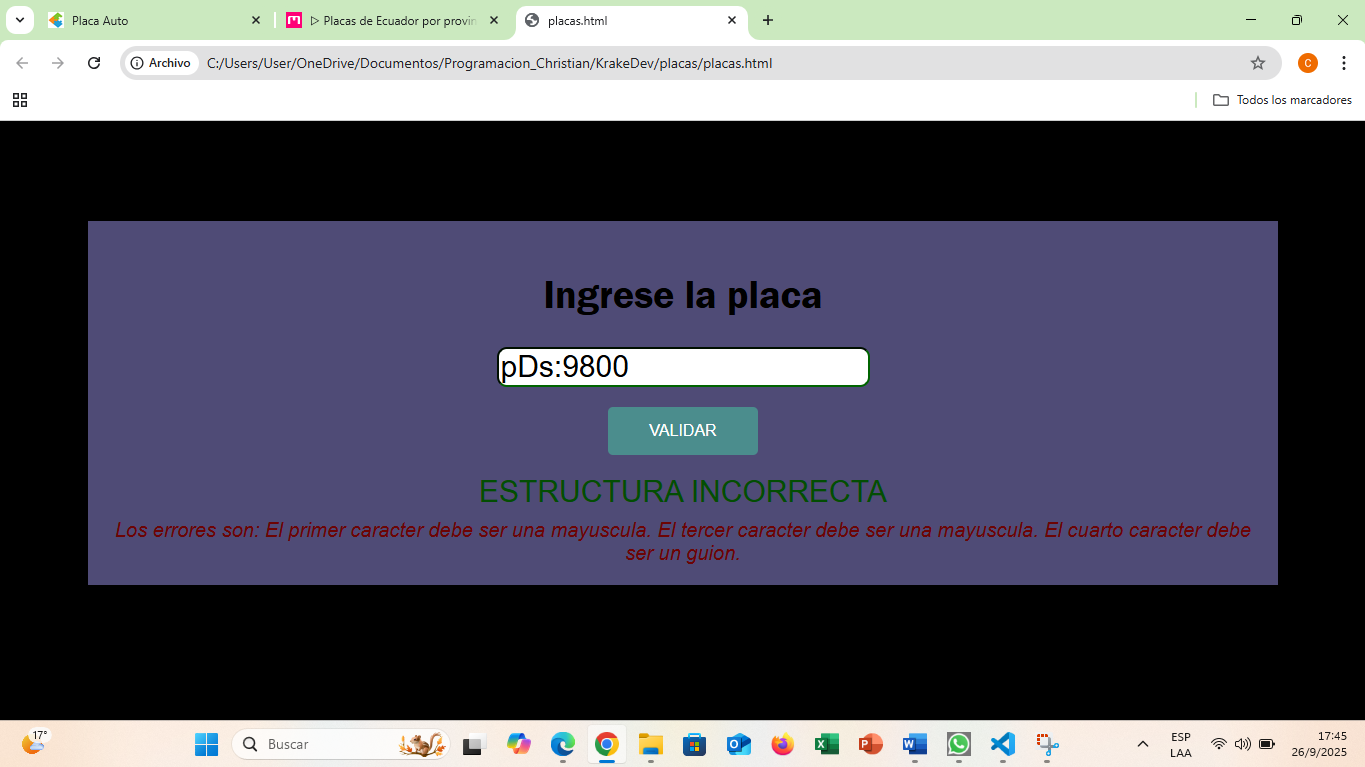 Placa Auto
▷ Placas de Ecuador por provin
placas.html
Archivo
C:/Users/User/OneDrive/Documentos/Programacion_Christian/KrakeDev/placas/placas.html
C
Todos los marcadores
Ingrese la placa
pDs:9800
VALIDAR
ESTRUCTURA INCORRECTA
Los errores son: El primer caracter debe ser una mayuscula. El tercer caracter debe ser una mayuscula. El cuarto caracter debe
ser un guion.
17°
Buscar
ESP
LAA
17:45
26/9/2025